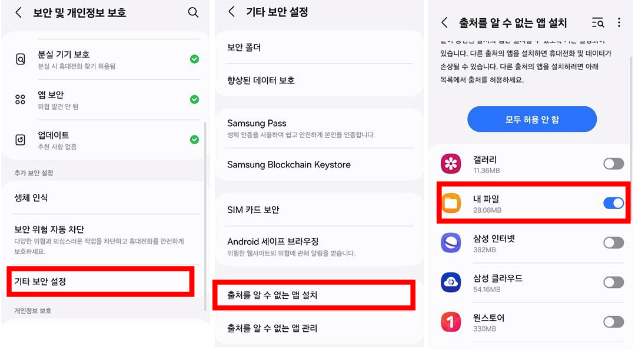 보안 및 개인정보 보호
분실 기기 보호
분실 시 휴대전화 찾기 허용됨
앱 보안
위협 발견 안 됨
업데이트
추천 사항 없음
추가 보안 설정
생체 인식
보안 위험 자동 차단
다양한 위협과 의심스러운 작업을 차단하고 휴대전화를 안전하게
보호하세요.
기타 보안 설정
개인정보 보호
기타 보안 설정
보안 폴더
향상된 데이터 보호
Samsung Pass
생체 인증을 사용하여 쉽고 안전하게 본인을 인증합니다.
Samsung Blockchain Keystore
SIM 카드 보안
Android 세이프 브라우징
위험한 웹사이트의 위협에 관해 알림을 받습니다.
출처를 알 수 없는 앱 설치
출처를 알 수 없는 앱 관리
출처를 알 수 없는 앱 설치
있습니다. 다른 출처의 앱을 설치하면 휴대전화 및 데이터가
손상될 수 있습니다. 다른 출처의 앱을 설치하려면 아래
목록에서 출처를 허용하세요.
모두 허용 안 함
갤러리
11.36MB
내 파일
28.08MB
삼성 인터넷
382MB
삼성 클라우드
54.16MB
원스토어
330MB